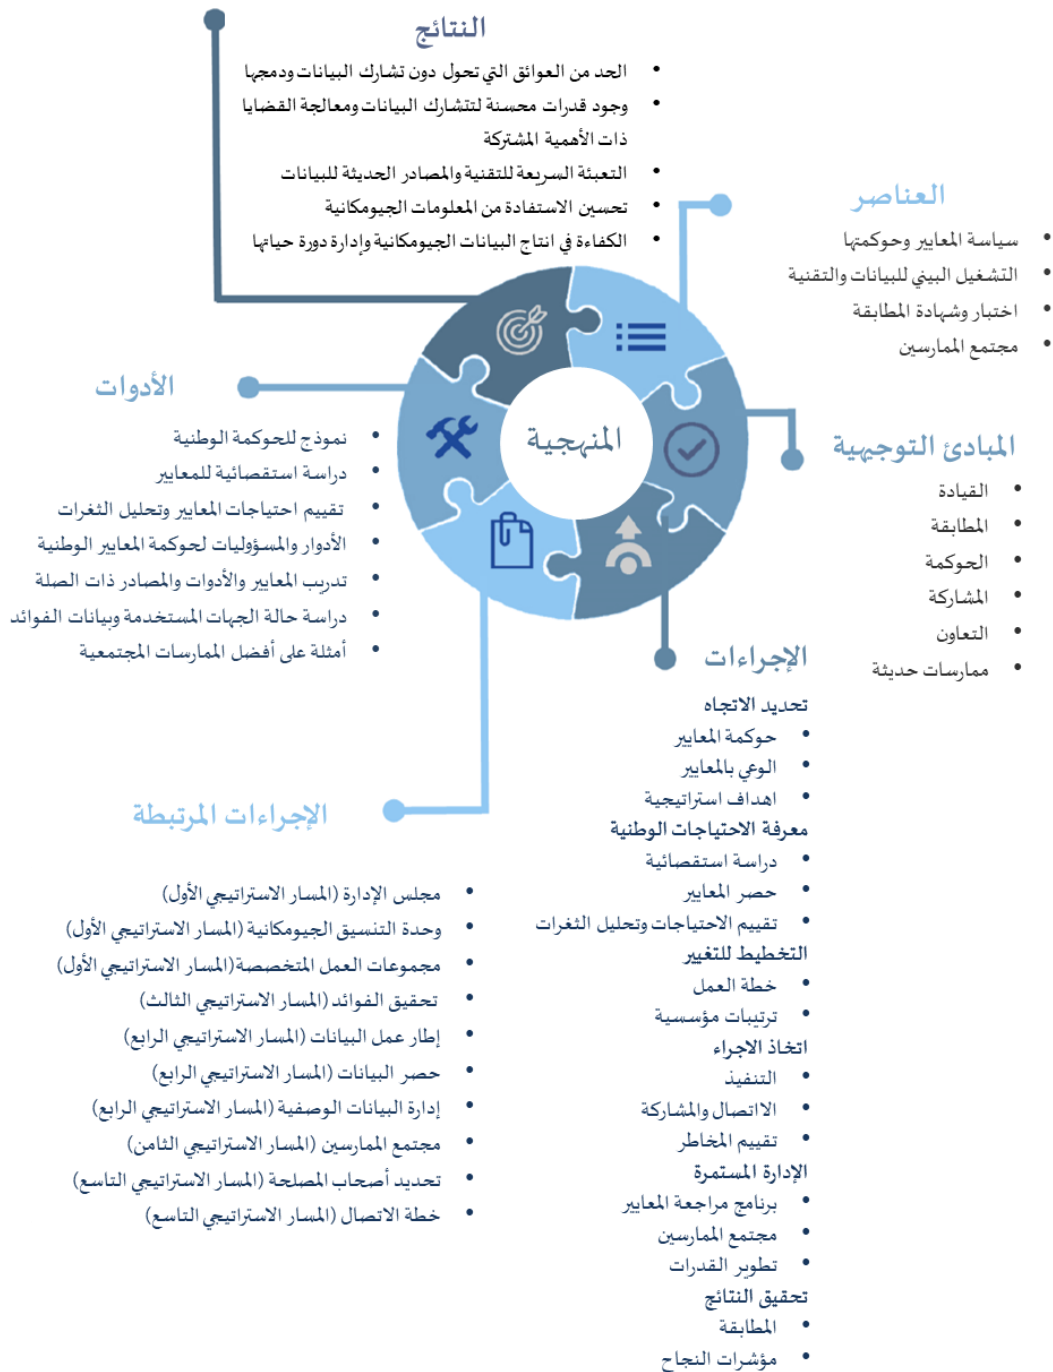 النتائج
• الحد من العوائق التي تحول دون تشارك البيانات ودمجها
• وجود قدرات محسنة لتتشارك البيانات ومعالجة القضايا
ذات الأهمية المشتركة
• التعبئة السريعة للتقنية والمصادر الحديثة للبيانات
• تحسين الاستفادة من المعلومات الجيومكانية
• الكفاءة في انتاج البيانات الجيومكانية وإدارة دورة حياتها
العناصر
• سياسة المعايير وحوكمتها
• التشغيل البيني للبيانات والتقنية
• اختبار وشهادة المطابقة
• مجتمع الممارسين
المبادئ التوجيهية
• القيادة
• المطابقة
• الحوكمة
• المشاركة
• التعاون
• ممارسات حديثة
المنهجية
الأدوات
• نموذج للحوكمة الوطنية
• دراسة استقصائية للمعايير
• تقييم احتياجات المعايير وتحليل الثغرات
• الأدوار والمسؤوليات لحوكمة المعايير الوطنية
• تدريب المعايير والأدوات والمصادر ذات الصلة
• دراسة حالة الجهات المستخدمة وبيانات الفوائد
• أمثلة على أفضل الممارسات المجتمعية
الإجراءات
تحديد الاتجاه
• حوكمة المعايير
• الوعي بالمعايير
• اهداف استراتيجية
معرفة الاحتياجات الوطنية
• دراسة استقصائية
• حصر المعايير
• تقييم الاحتياجات وتحليل الثغرات
التخطيط للتغيير
• خطة العمل
• ترتيبات مؤسسية
اتخاذ الاجراء
• التنفيذ
• الااتصال والمشاركة
• تقييم المخاطر
الإدارة المستمرة
• برنامج مراجعة المعايير
• مجتمع الممارسين
• تطوير القدرات
تحقيق النتائج
• المطابقة
• مؤشرات النجاح
الإجراءات المرتبطة
• مجلس الإدارة (المسار الاستراتيجي الأول)
• وحدة التنسيق الجيومكانية (المسار الاستراتيجي الأول)
• مجموعات العمل المتخصصة(المسار الاستراتيجي الأول)
• تحقيق الفوائد (المسار الاستراتيجي الثالث)
• إطار عمل البيانات (المسار الاستراتيجي الرابع)
• حصر البيانات (المسار الاستراتيجي الرابع)
• إدارة البيانات الوصفية (المسار الاستراتيجي الرابع)
• مجتمع الممارسين (المسار الاستراتيجي الثامن)
• تحديد أصحاب المصلحة (المسار الاستراتيجي التاسع)
• خطة الاتصال (المسار الاستراتيجي التاسع)